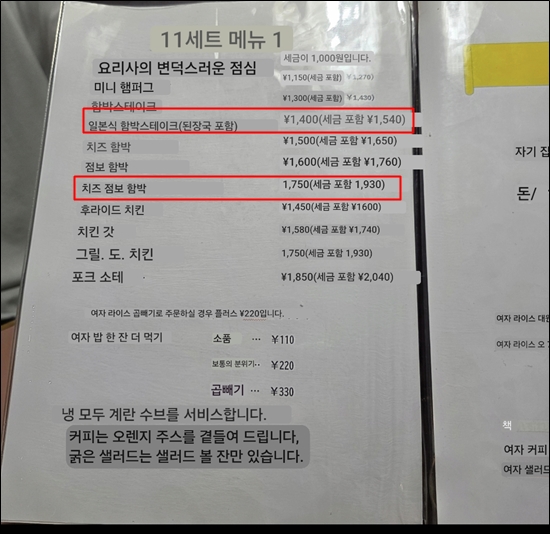 11세트 메뉴 1
세금이 1,000원입니다.
요리사의 변덕스러운 점심
¥1,150(세금 포함 ¥1,270)
미니 햄퍼그
함박스테이크 ¥1,300(세금 포함 ¥1,430)
일본식 함박스테이크(된장국 포함) ¥1,400(세금 포함 ¥1,540)
치즈 함박 ¥1,500(세금 포함 ¥1,650)
점보 함박 ¥1,600(세금 포함 ¥1,760)
치즈 점보 함박 1,750(세금 포함 1,930)
후라이드 치킨 ¥1,450(세금 포함 ¥1600)
치킨 갓 ¥1,580(세금 포함 ¥1,740)
그릴. 도. 치킨 1,750(세금 포함 1,930)
포크 소테 ¥1,850(세금 포함 ¥2,040)
여자 라이스 곱빼기로 주문하실 경우 플러스 ¥220입니다.
여자 밥 한 잔 더 먹기 소품 … ¥110
보통의 분위기·· ¥220
곱빼기 … ¥330
냉 모두 계란 수브를 서비스합니다.
커피는 오렌지 주스를 곁들여 드립니다,
굵은 샐러드는 샐러드 볼 잔만 있습니다.
자기 집
돈/
여자 라이스 대원
여자 라이스 오
책
여자 커피
여자 샐러